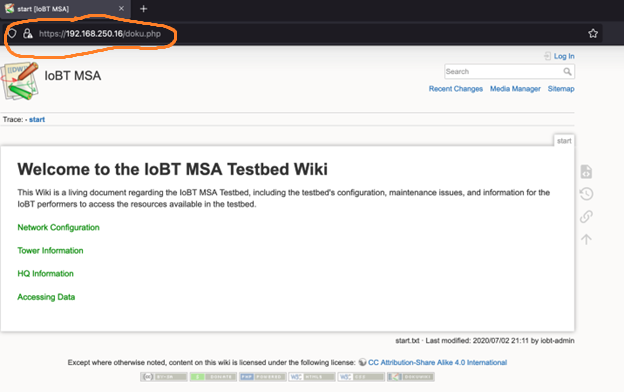 start [IoBT MSA]
https://192.168.250.16/doku.php
Log In
IoBT MSA
Search
Recent Changes Media Manager Sitemap
Trace: • start
start
Welcome to the IoBT MSA Testbed Wiki
This Wiki is a living document regarding the IoBT MSA Testbed, including the testbed's configuration, maintenance issues, and information for the
IoBT performers to access the resources available in the testbed.
Network Configuration
Tower Information
HQ Information
Accessing Data
start.txt · Last modified: 2020/07/02 21:11 by iobt-admin
Except where otherwise noted, content on this wiki is licensed under the following license: CC Attribution-Share Alike 4.0 International